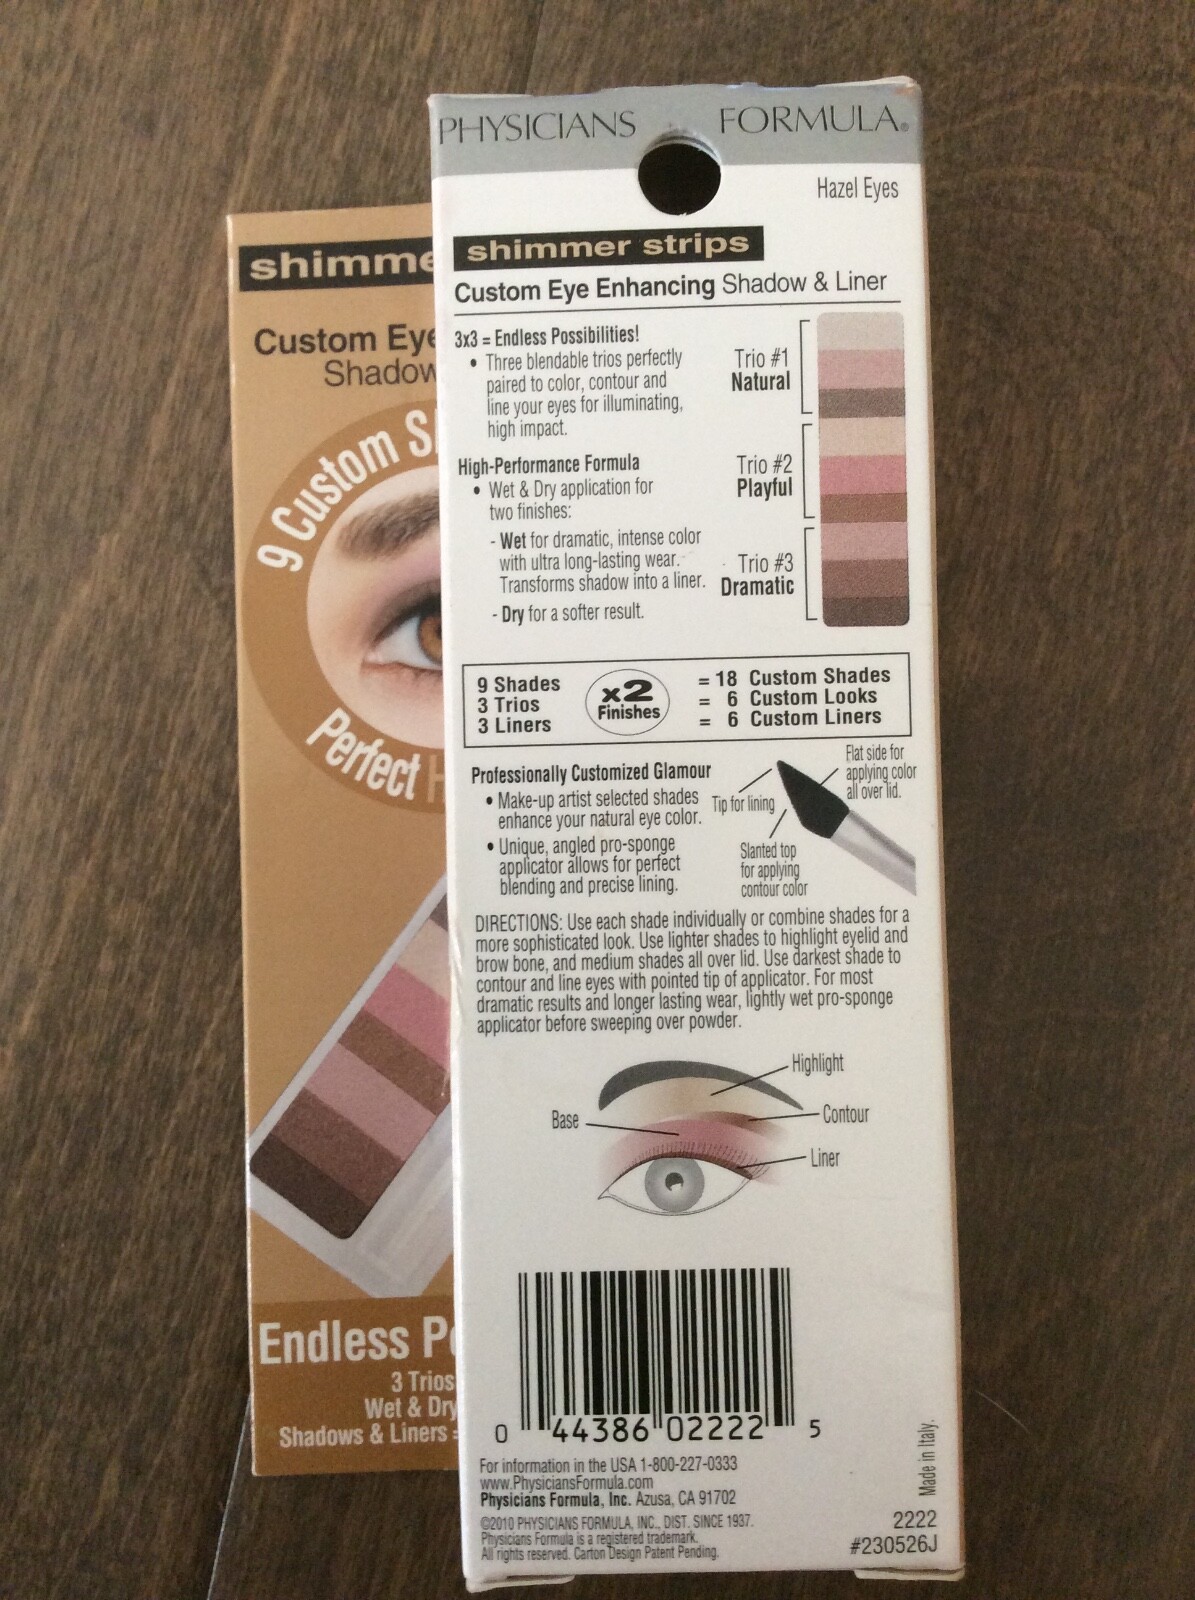 PHYSICIANS FORMULA®
Hazel Eyes
shimmer strips
Custom Eye Enhancing Shadow & Liner
3x3 = Endless Possibilities!
• Three blendable trios perfectly
paired to color, contour and
line your eyes for illuminating,
high impact.
High-Performance Formula
• Wet & Dry application for
two finishes:
- Wet for dramatic, intense color
with ultra long-lasting wear.
Transforms shadow into a liner.
- Dry for a softer result.
Trio #1
Natural
Trio #2
Playful
Trio #3
Dramatic
9 Shades
3 Trios
3 Liners
x2
Finishes
= 18 Custom Shades
= 6 Custom Looks
= 6 Custom Liners
Professionally Customized Glamour
• Make-up artist selected shades
enhance your natural eye color.
• Unique, angled pro-sponge
applicator allows for perfect
blending and precise lining.
Flat side for
applying color
all over lid.
Tip for lining
Slanted top
for applying
contour color
DIRECTIONS: Use each shade individually or combine shades for a
more sophisticated look. Use lighter shades to highlight eyelid and
brow bone, and medium shades all over lid. Use darkest shade to
contour and line eyes with pointed tip of applicator. For most
dramatic results and longer lasting wear, lightly wet pro-sponge
applicator before sweeping over powder.
Highlight
Base
Contour
Liner
0 44386 02222 5
For information in the USA 1-800-227-0333
www.PhysiciansFormula.com
Physicians Formula, Inc. Azusa, CA 91702
©2010 PHYSICIANS FORMULA, INC., DIST. SINCE 1937.
Physicians Formula is a registered trademark.
All rights reserved. Carton Design Patent Pending.
Made in Italy.
2222
#230526J
shimme
Custom Eye
Shadow
9 Custom S
Perfect H
Endless P
3 Trios
Wet & Dry
Shadows & Liners =